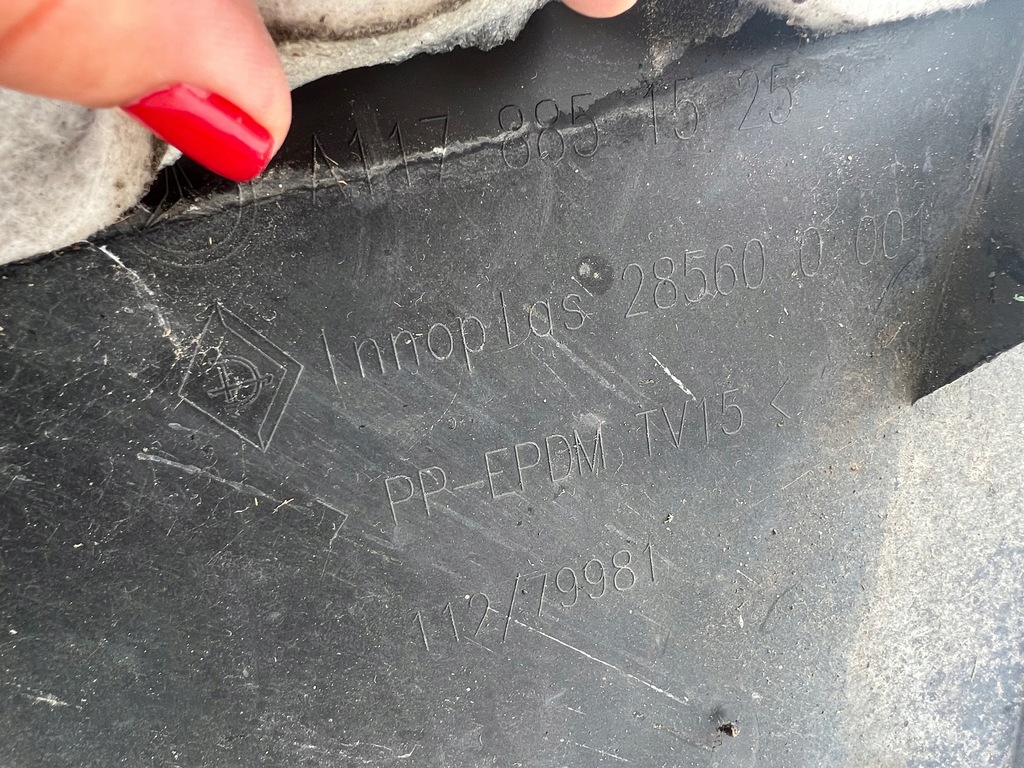 A117 885 15 25
Innoplas 28560 0 001
PP-EPDM TV15 <
112/79981